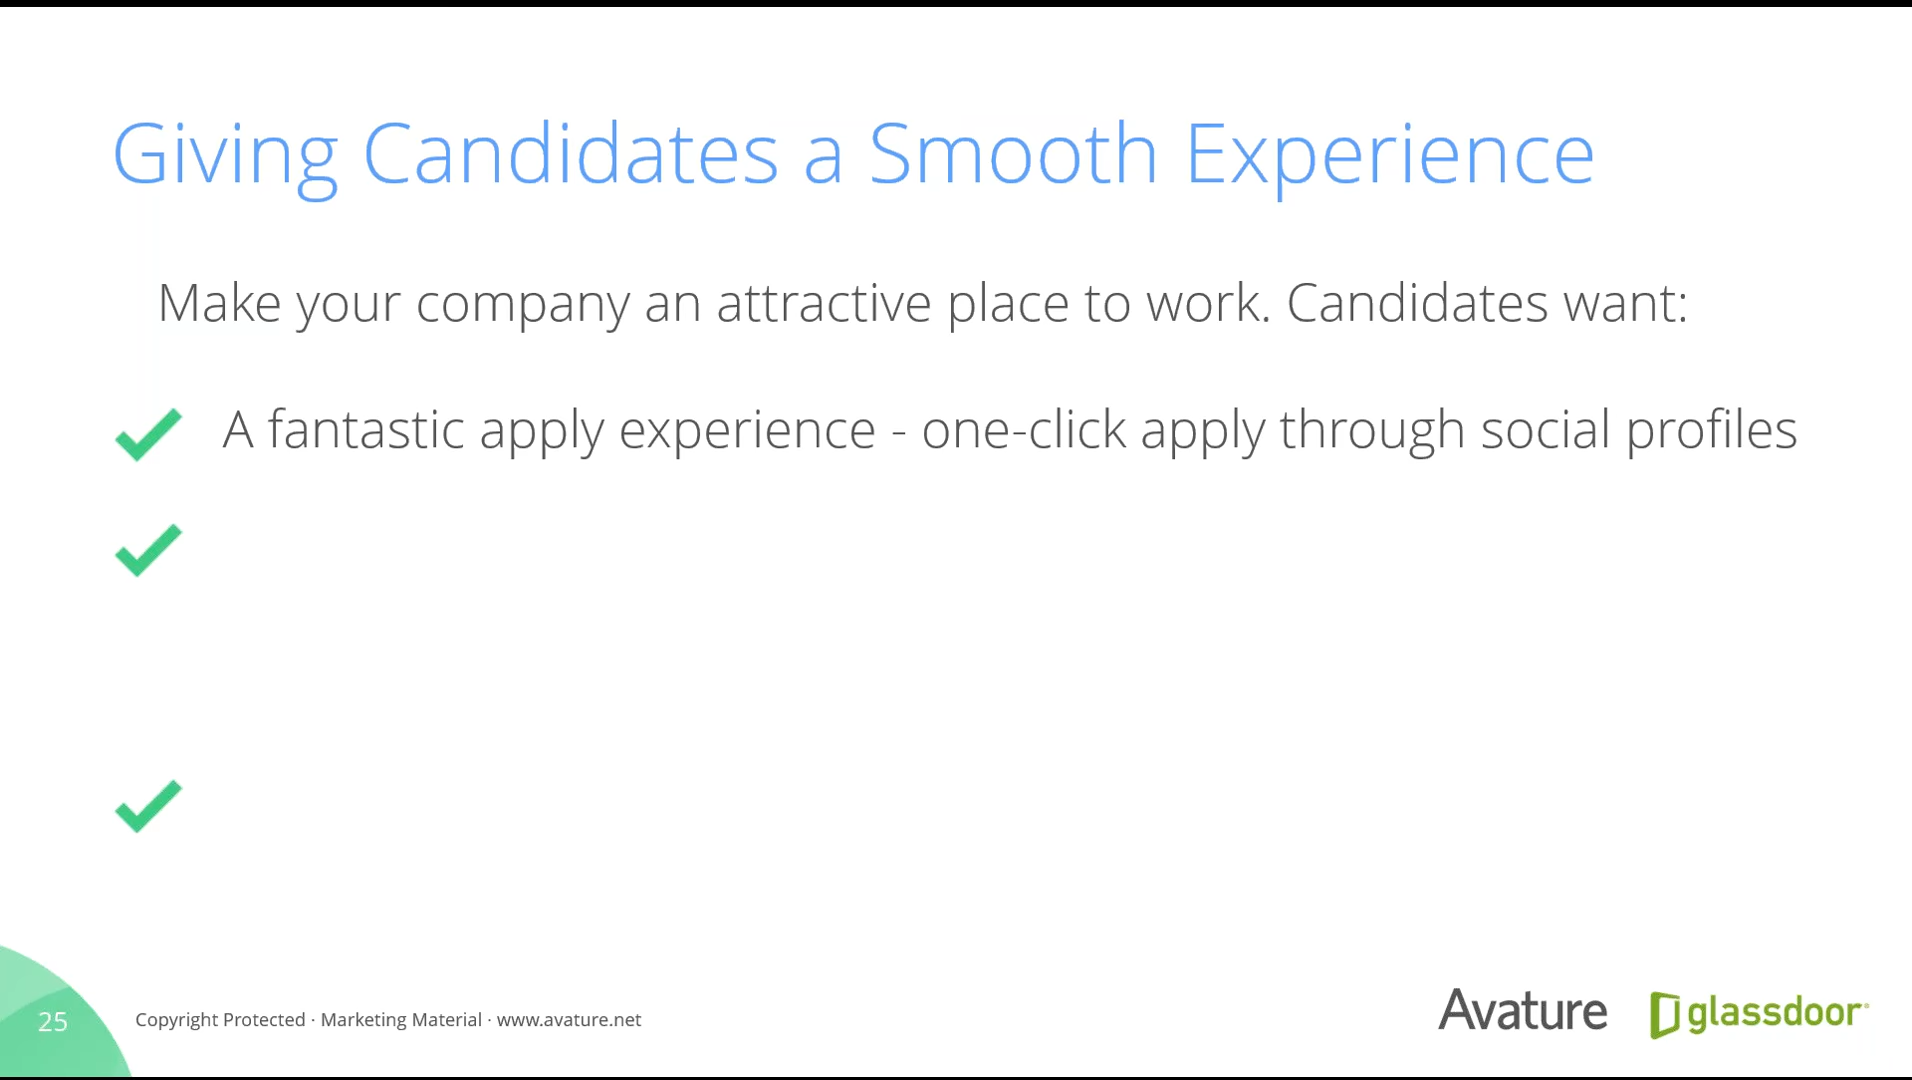 Giving Candidates a Smooth Experience
Make your company an attractive place to work. Candidates want:
A fantastic apply experience - one-click apply through social profiles
25
Copyright Protected · Marketing Material · www.avature.net
Avature
glassdoor